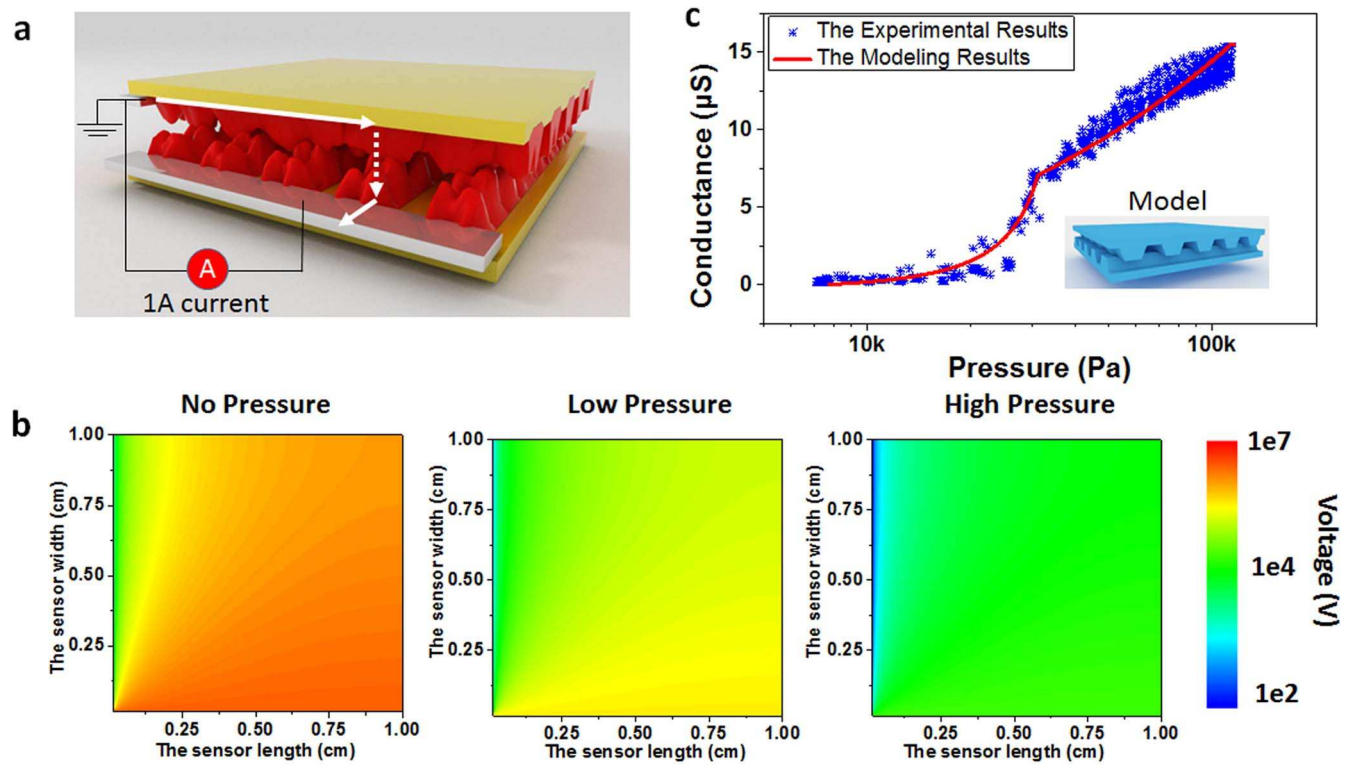 a
A
1A current
c
The Experimental Results
The Modeling Results
15
10
5
0
Conductance (µS)
Model
10k
100k
Pressure (Pa)
b
No Pressure
Low Pressure
High Pressure
1.00
0.75
0.50
0.25
The sensor width (cm)
0.25
0.50
0.75
1.00
The sensor length (cm)
1.00
0.75
0.50
0.25
The sensor width (cm)
0.25
0.50
0.75
1.00
The sensor length (cm)
1.00
0.75
0.50
0.25
The sensor width (cm)
0.25
0.50
0.75
1.00
The sensor length (cm)
1e7
1e4
1e2
Voltage (V)